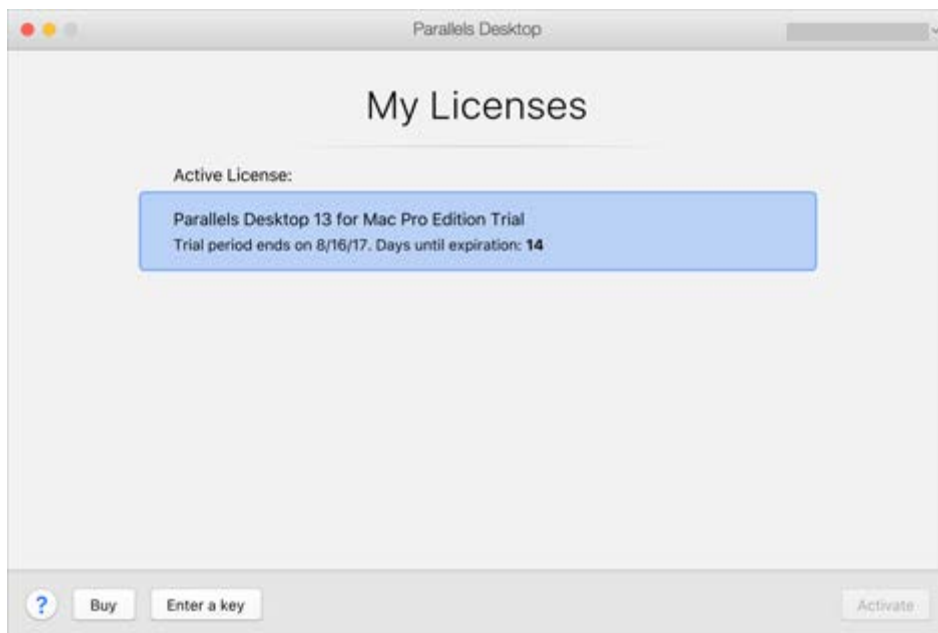 Parallels Desktop
My Licenses
Active License:
Parallels Desktop 13 for Mac Pro Edition Trial
Trial period ends on 8/16/17. Days until expiration: 14
?
Buy
Enter a key
Activate